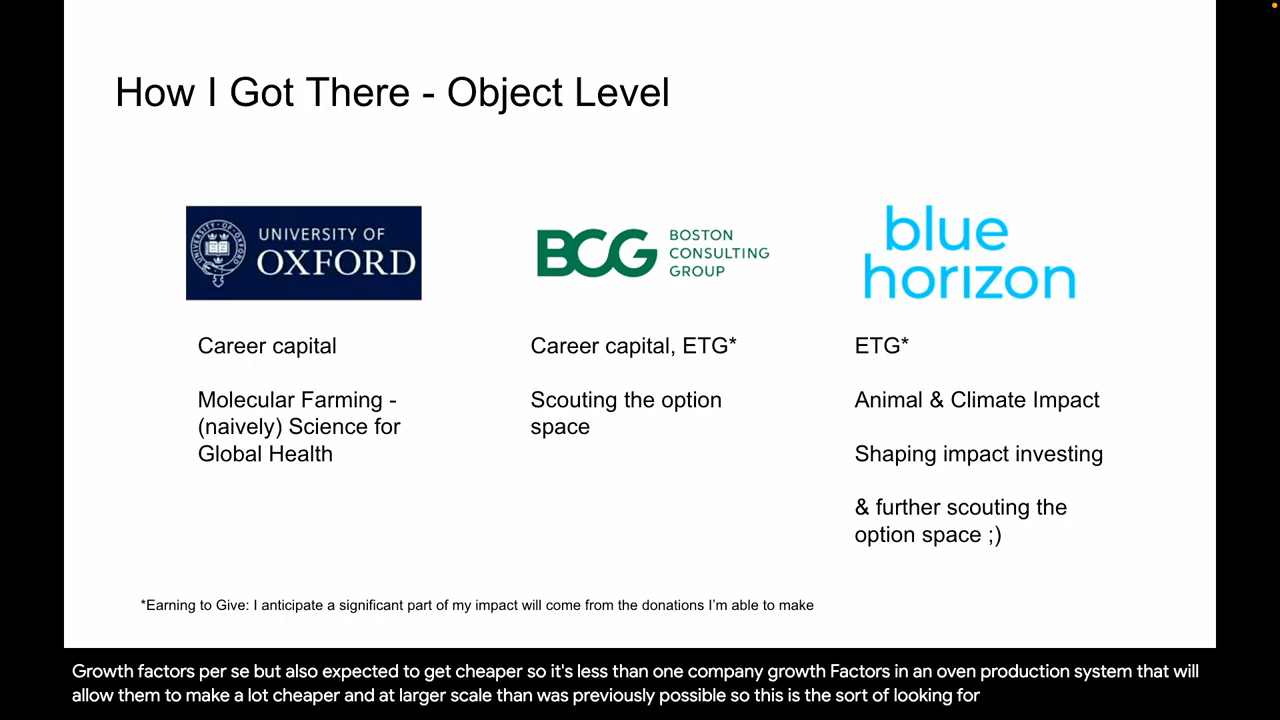 How I Got There - Object Level
UNIVERSITY OF
OXFORD
BCG
BOSTON
CONSULTING
GROUP
blue
horizon
Career capital
Molecular Farming -
(naively) Science for
Global Health
Career capital, ETG*
Scouting the option
space
ETG*
Animal & Climate Impact
Shaping impact investing
& further scouting the
option space ;)
*Earning to Give: I anticipate a significant part of my impact will come from the donations I'm able to make
Growth factors per se but also expected to get cheaper so it's less than one company growth Factors in an oven production system that will
allow them to make a lot cheaper and at larger scale than was previously possible so this is the sort of looking for